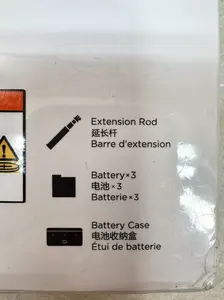 Extension Rod
延长杆
Barre d'extension
Battery×3
电池×3
Batterie×3
Battery Case
电池收纳盒
Étui de batterie